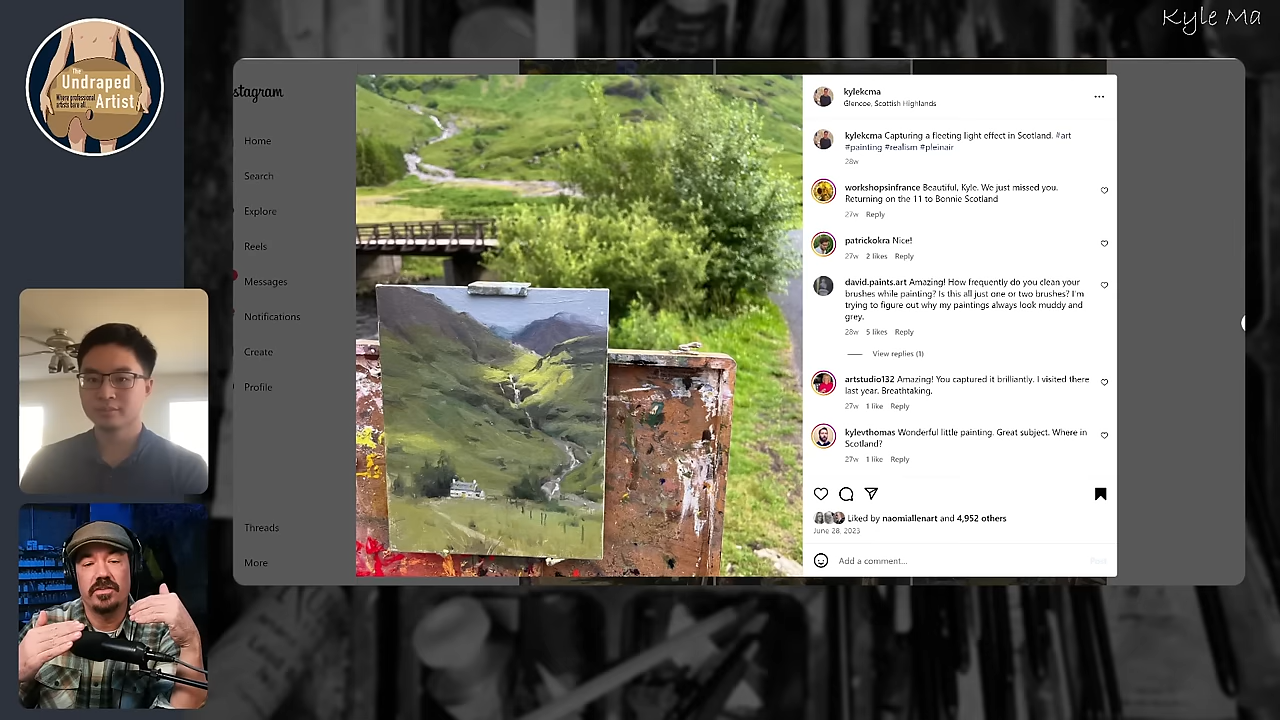 Kyle Ma
The
Undraped
Where professional
artists bare all...
Artist
stagram
Home
Search
Explore
Reels
Messages
Notifications
Create
Profile
Threads
More
kylekcma
Glencoe, Scottish Highlands
kylekcma Capturing a fleeting light effect in Scotland. #art
#painting #realism #pleinair
28w
workshopsinfrance Beautiful, Kyle. We just missed you.
Returning on the 11 to Bonnie Scotland
27w Reply
patrickokra Nice!
27w 2 likes Reply
david.paints.art Amazing! How frequently do you clean your
brushes while painting? Is this all just one or two brushes? I'm
trying to figure out why my paintings always look muddy and
grey.
28w 5 likes Reply
View replies (1)
artstudio132 Amazing! You captured it brilliantly. I visited there
last year. Breathtaking.
27w 1 like Reply
kylevthomas Wonderful little painting. Great subject. Where in
Scotland?
27w 1 like Reply
Liked by naomiallenart and 4,952 others
June 28, 2023
Add a comment...
Post